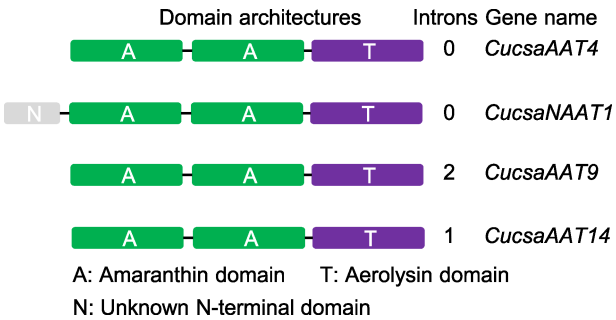 Domain architectures Introns Gene name
A A T 0 CucsaAAT4
N A A T 0 CucsaNAAT1
A A T 2 CucsaAAT9
A A T 1 CucsaAAT14
A: Amaranthin domain T: Aerolysin domain
N: Unknown N-terminal domain